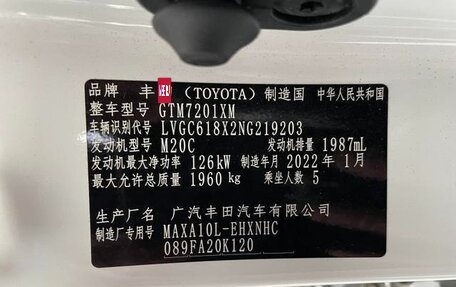 品牌 丰 (TOYOTA) 制造国 中华人民共和国
整车型号 GTM7201XM
车辆识别代号 LVGC618X2NG219203
发动机型号 M20C 发动机排量 1987mL
发动机最大净功率 126kW 制造年月 2022年1月
最大允许总质量 1960kg 乘坐人数 5
生产厂名 广汽丰田汽车有限公司
制造厂专用号 MAXA10L-EHXNHC
089FA20K120